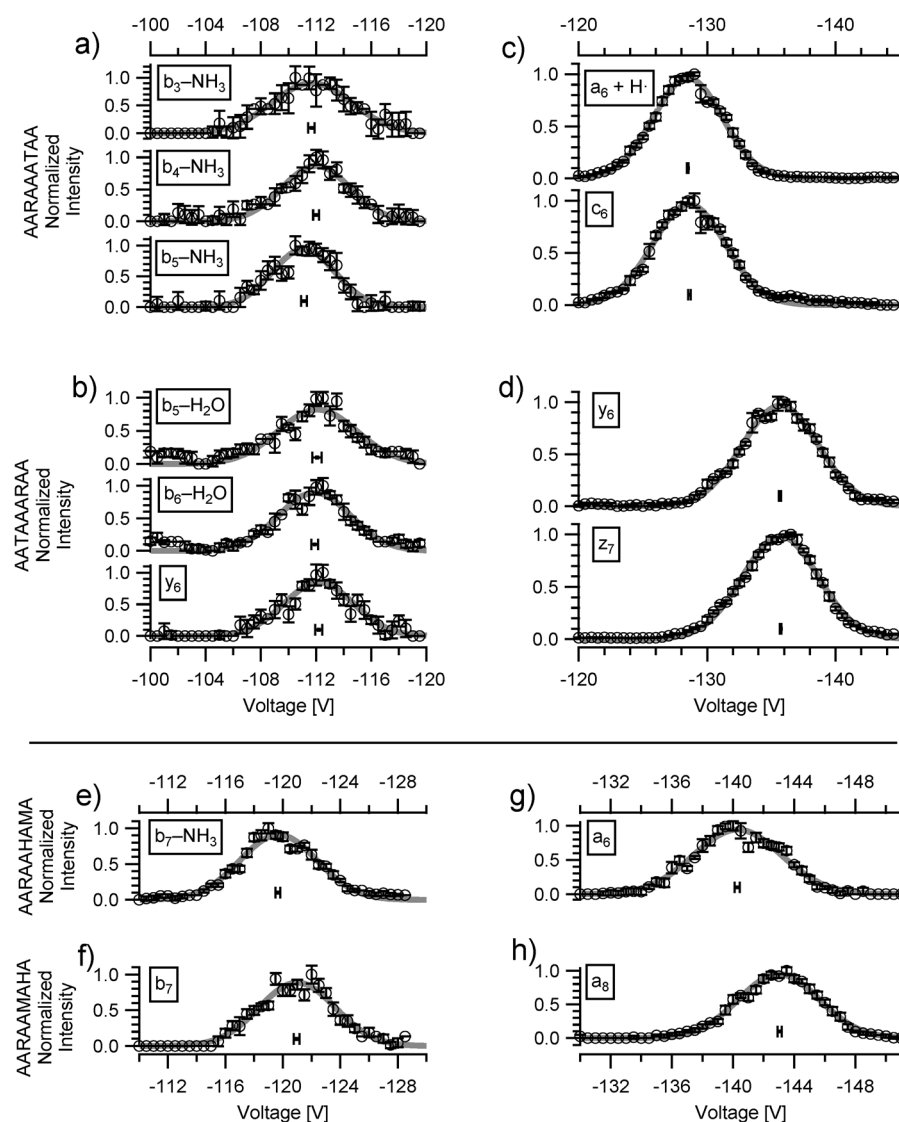 -100 -104 -108 -112 -116 -120
-120 -130 -140
a)
c)
AARAAATAA
Normalized
Intensity
b3–NH3
1.0
0.5
0.0
b4–NH3
1.0
0.5
0.0
b5–NH3
1.0
0.5
0.0
a6 + H·
1.0
0.5
0.0
c6
1.0
0.5
0.0
b)
d)
AATAAARAA
Normalized
Intensity
b5–H2O
1.0
0.5
0.0
b6–H2O
1.0
0.5
0.0
y6
1.0
0.5
0.0
y6
1.0
0.5
0.0
z7
1.0
0.5
0.0
-100 -104 -108 -112 -116 -120
Voltage [V]
-120 -130 -140
Voltage [V]
-112 -116 -120 -124 -128
-132 -136 -140 -144 -148
e)
g)
AARAAHAMA
Normalized
Intensity
b7–NH3
1.0
0.5
0.0
a6
1.0
0.5
0.0
f)
h)
AARAAMAHA
Normalized
Intensity
b7
1.0
0.5
0.0
a8
1.0
0.5
0.0
-112 -116 -120 -124 -128
Voltage [V]
-132 -136 -140 -144 -148
Voltage [V]